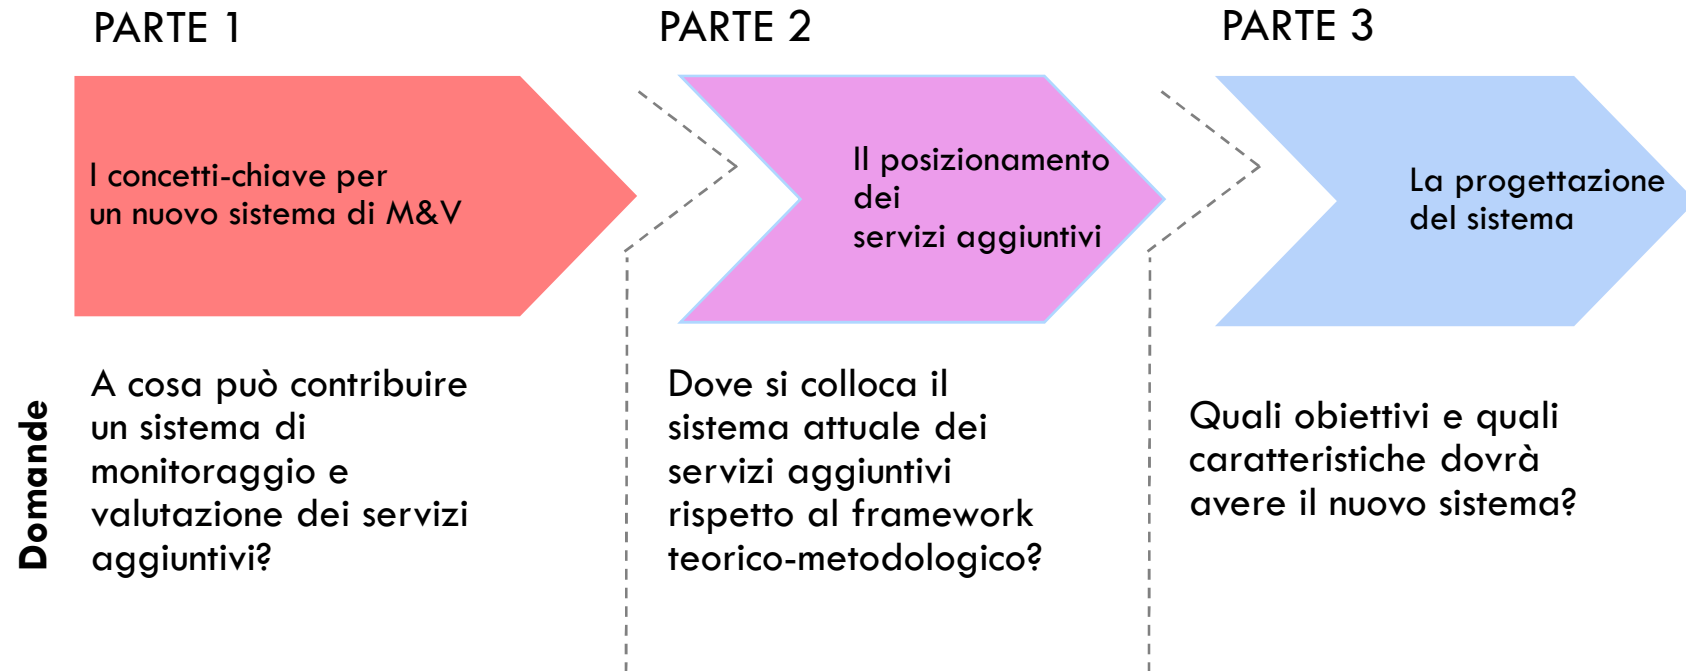 PARTE 1
PARTE 2
PARTE 3
I concetti-chiave per
un nuovo sistema di M&V
Il posizionamento
dei
servizi aggiuntivi
La progettazione
del sistema
Domande
A cosa può contribuire
un sistema di
monitoraggio e
valutazione dei servizi
aggiuntivi?
Dove si colloca il
sistema attuale dei
servizi aggiuntivi
rispetto al framework
teorico-metodologico?
Quali obiettivi e quali
caratteristiche dovrà
avere il nuovo sistema?